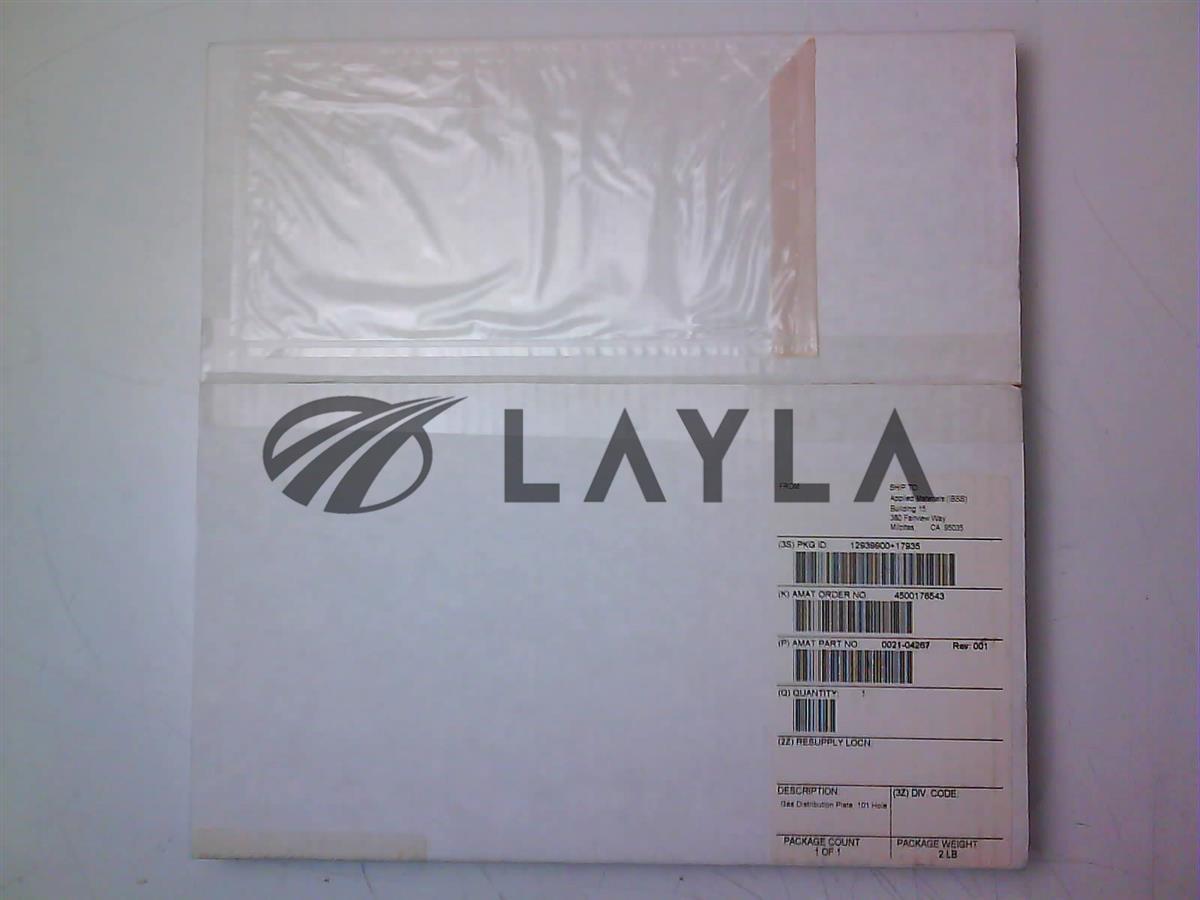 LAYLA
FROM
SHIP TO
Applied Materials (IBSS)
Building 15
380 Fairview Way
Milpitas CA 95035
(3S) PKG ID: 12939900+17935
(K) AMAT ORDER NO. 4500176543
(P) AMAT PART NO. 0021-04267 Rev: 001
(Q) QUANTITY: 1
(2Z) RESUPPLY LOCN:
DESCRIPTION (3Z) DIV. CODE:
Gas Distribution Plate 101 Hole
PACKAGE COUNT PACKAGE WEIGHT
1 OF 1 2 LB